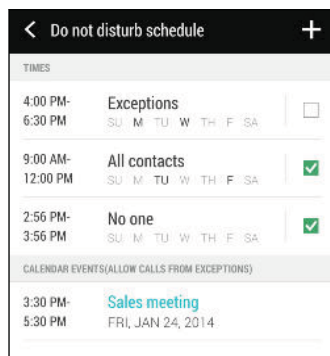 Do not disturb schedule
TIMES
4:00 PM- Exceptions
6:30 PM SU M TU W TH F SA
9:00 AM- All contacts
12:00 PM SU M TU W TH F SA
2:56 PM- No one
3:56 PM SU M TU W TH F SA
CALENDAR EVENTS(ALLOW CALLS FROM EXCEPTIONS)
3:30 PM- Sales meeting
5:30 PM FRI, JAN 24, 2014